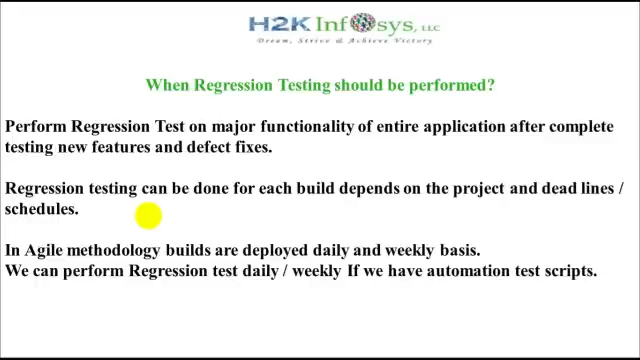 H2K Infosys, LLC
Dream, Strive & Achieve Victory
When Regression Testing should be performed?
Perform Regression Test on major functionality of entire application after complete
testing new features and defect fixes.
Regression testing can be done for each build depends on the project and dead lines /
schedules.
In Agile methodology builds are deployed daily and weekly basis.
We can perform Regression test daily / weekly If we have automation test scripts.